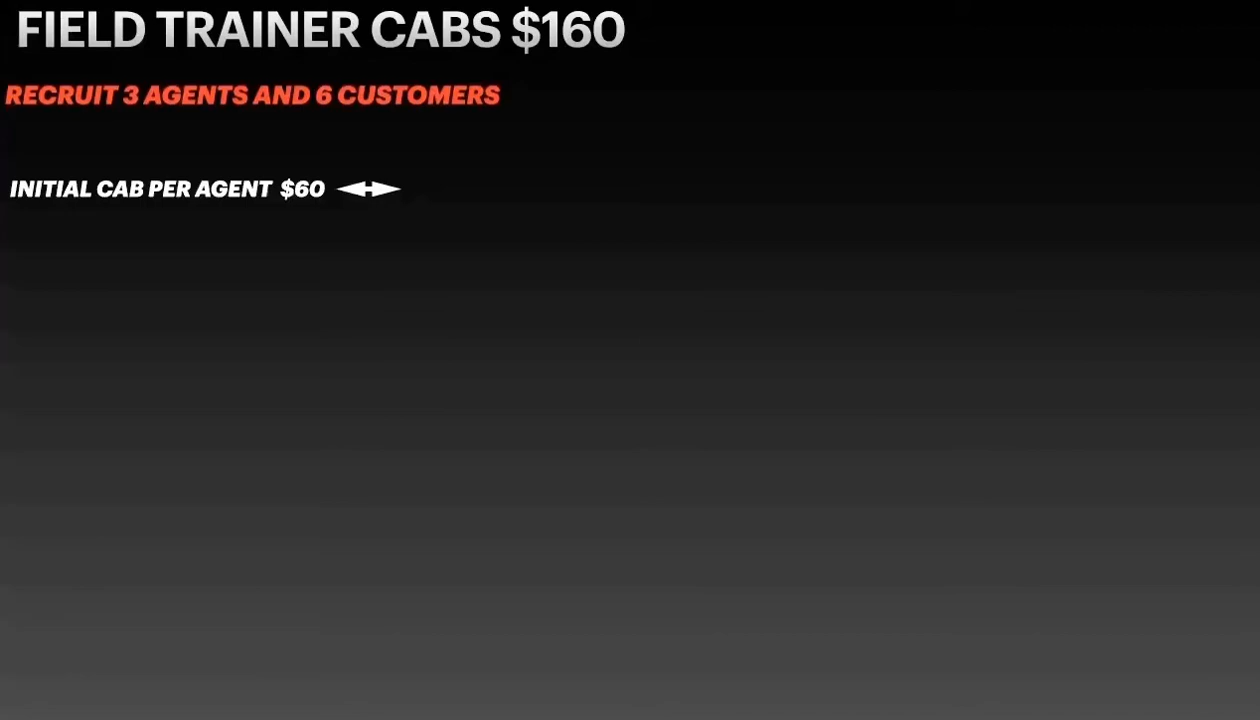 FIELD TRAINER CABS $160
RECRUIT 3 AGENTS AND 6 CUSTOMERS
INITIAL CAB PER AGENT $60